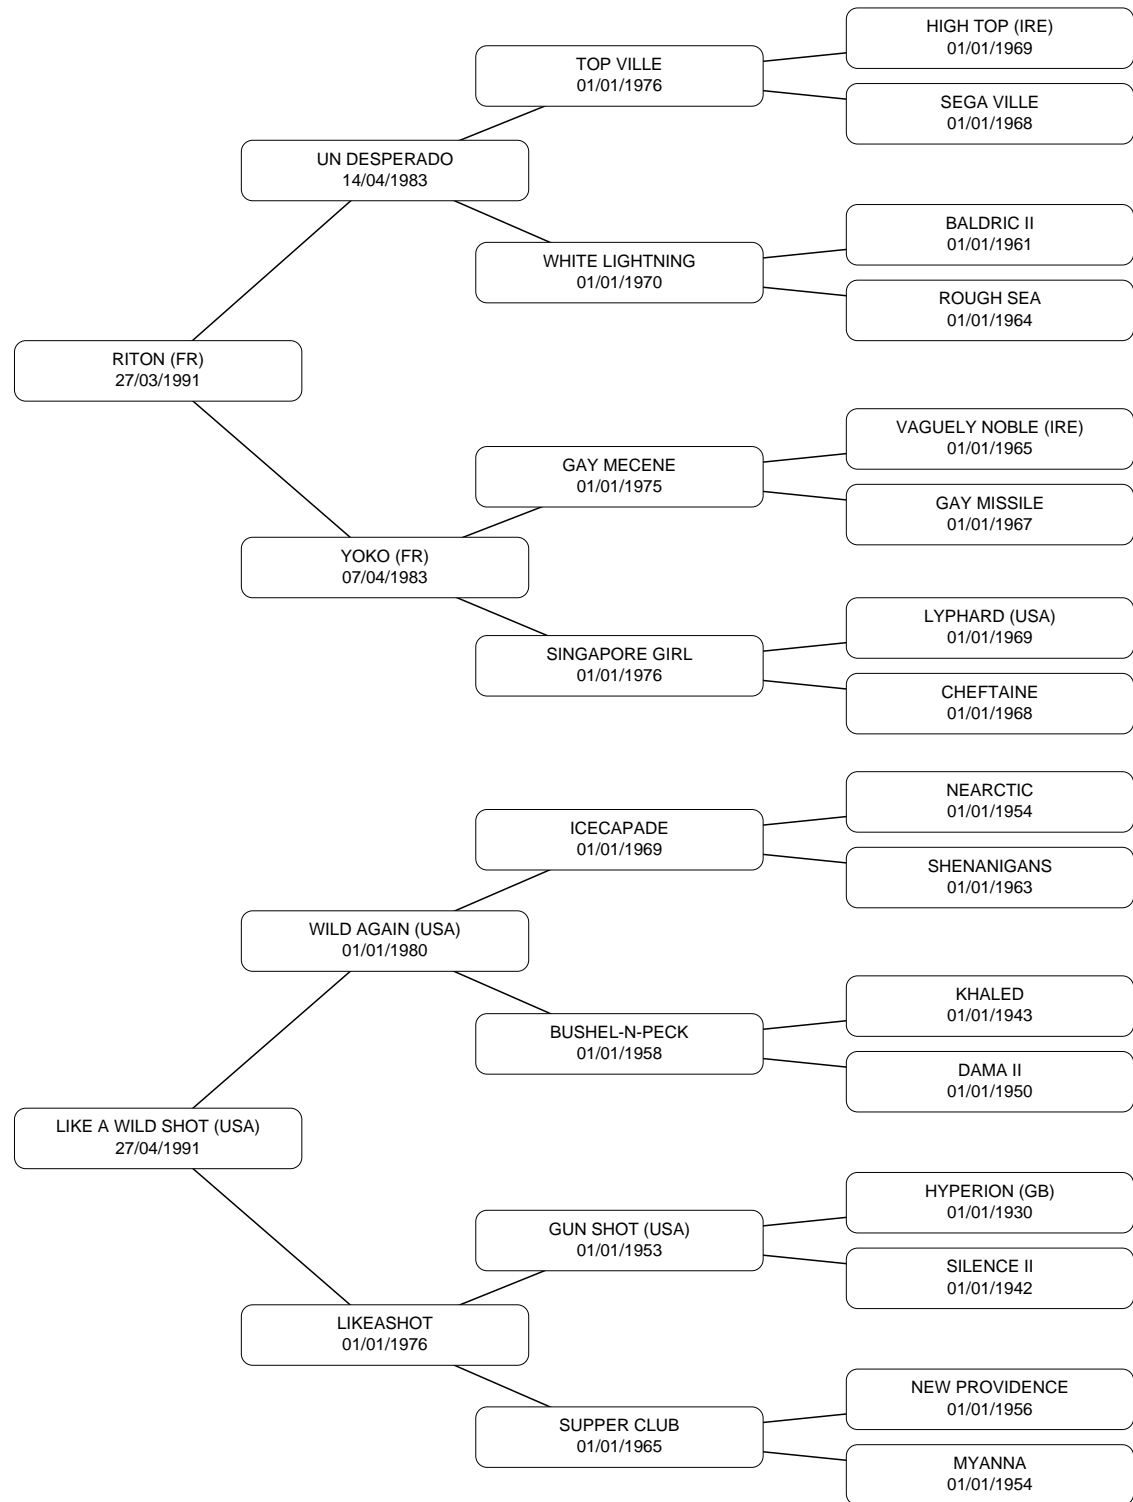 HIGH TOP (IRE)
01/01/1969
TOP VILLE
01/01/1976
SEGA VILLE
01/01/1968
UN DESPERADO
14/04/1983
BALDRIC II
01/01/1961
WHITE LIGHTNING
01/01/1970
ROUGH SEA
01/01/1964
RITON (FR)
27/03/1991
VAGUELY NOBLE (IRE)
01/01/1965
GAY MECENE
01/01/1975
GAY MISSILE
01/01/1967
YOKO (FR)
07/04/1983
LYPHARD (USA)
01/01/1969
SINGAPORE GIRL
01/01/1976
CHEFTAINE
01/01/1968
NEARCTIC
01/01/1954
ICECAPADE
01/01/1969
SHENANIGANS
01/01/1963
WILD AGAIN (USA)
01/01/1980
KHALED
01/01/1943
BUSHEL-N-PECK
01/01/1958
DAMA II
01/01/1950
LIKE A WILD SHOT (USA)
27/04/1991
HYPERION (GB)
01/01/1930
GUN SHOT (USA)
01/01/1953
SILENCE II
01/01/1942
LIKEASHOT
01/01/1976
NEW PROVIDENCE
01/01/1956
SUPPER CLUB
01/01/1965
MYANNA
01/01/1954